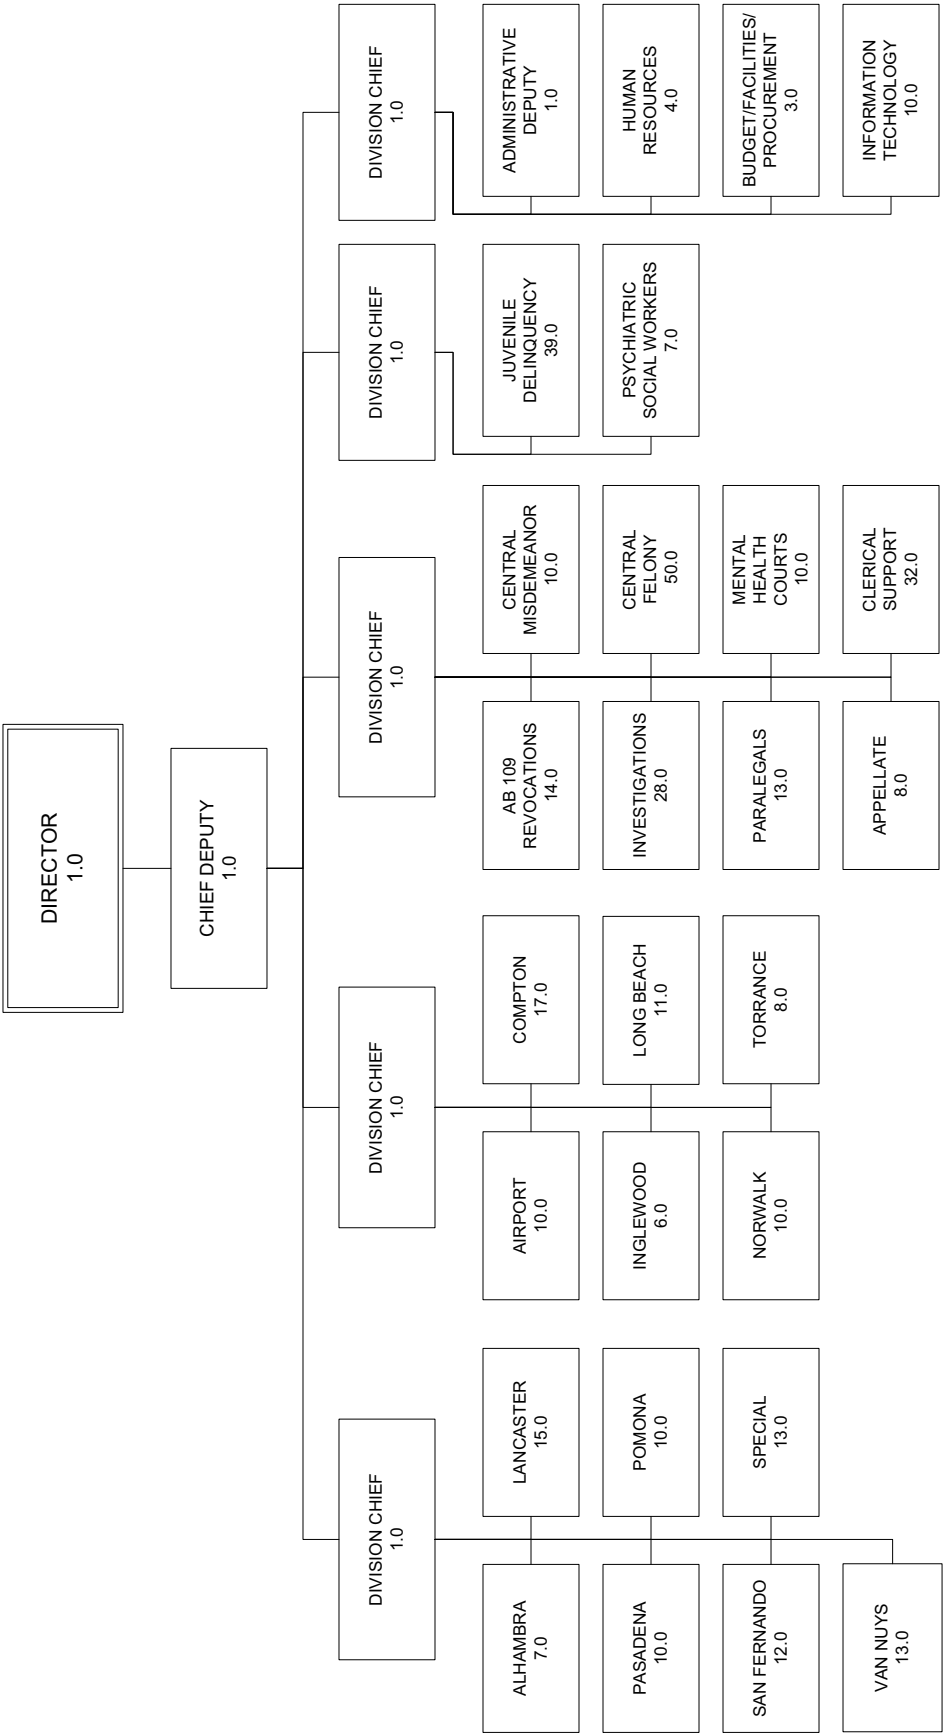 DIRECTOR
1.0
CHIEF DEPUTY
1.0
DIVISION CHIEF
1.0
ALHAMBRA
7.0
LANCASTER
15.0
PASADENA
10.0
POMONA
10.0
SAN FERNANDO
12.0
SPECIAL
13.0
VAN NUYS
13.0
DIVISION CHIEF
1.0
AIRPORT
10.0
COMPTON
17.0
INGLEWOOD
6.0
LONG BEACH
11.0
NORWALK
10.0
TORRANCE
8.0
DIVISION CHIEF
1.0
AB 109
REVOCATIONS
14.0
CENTRAL
MISDEMEANOR
10.0
INVESTIGATIONS
28.0
CENTRAL
FELONY
50.0
PARALEGALS
13.0
MENTAL
HEALTH
COURTS
10.0
APPELLATE
8.0
CLERICAL
SUPPORT
32.0
DIVISION CHIEF
1.0
JUVENILE
DELINQUENCY
39.0
PSYCHIATRIC
SOCIAL WORKERS
7.0
DIVISION CHIEF
1.0
ADMINISTRATIVE
DEPUTY
1.0
HUMAN
RESOURCES
4.0
BUDGET/FACILITIES/
PROCUREMENT
3.0
INFORMATION
TECHNOLOGY
10.0